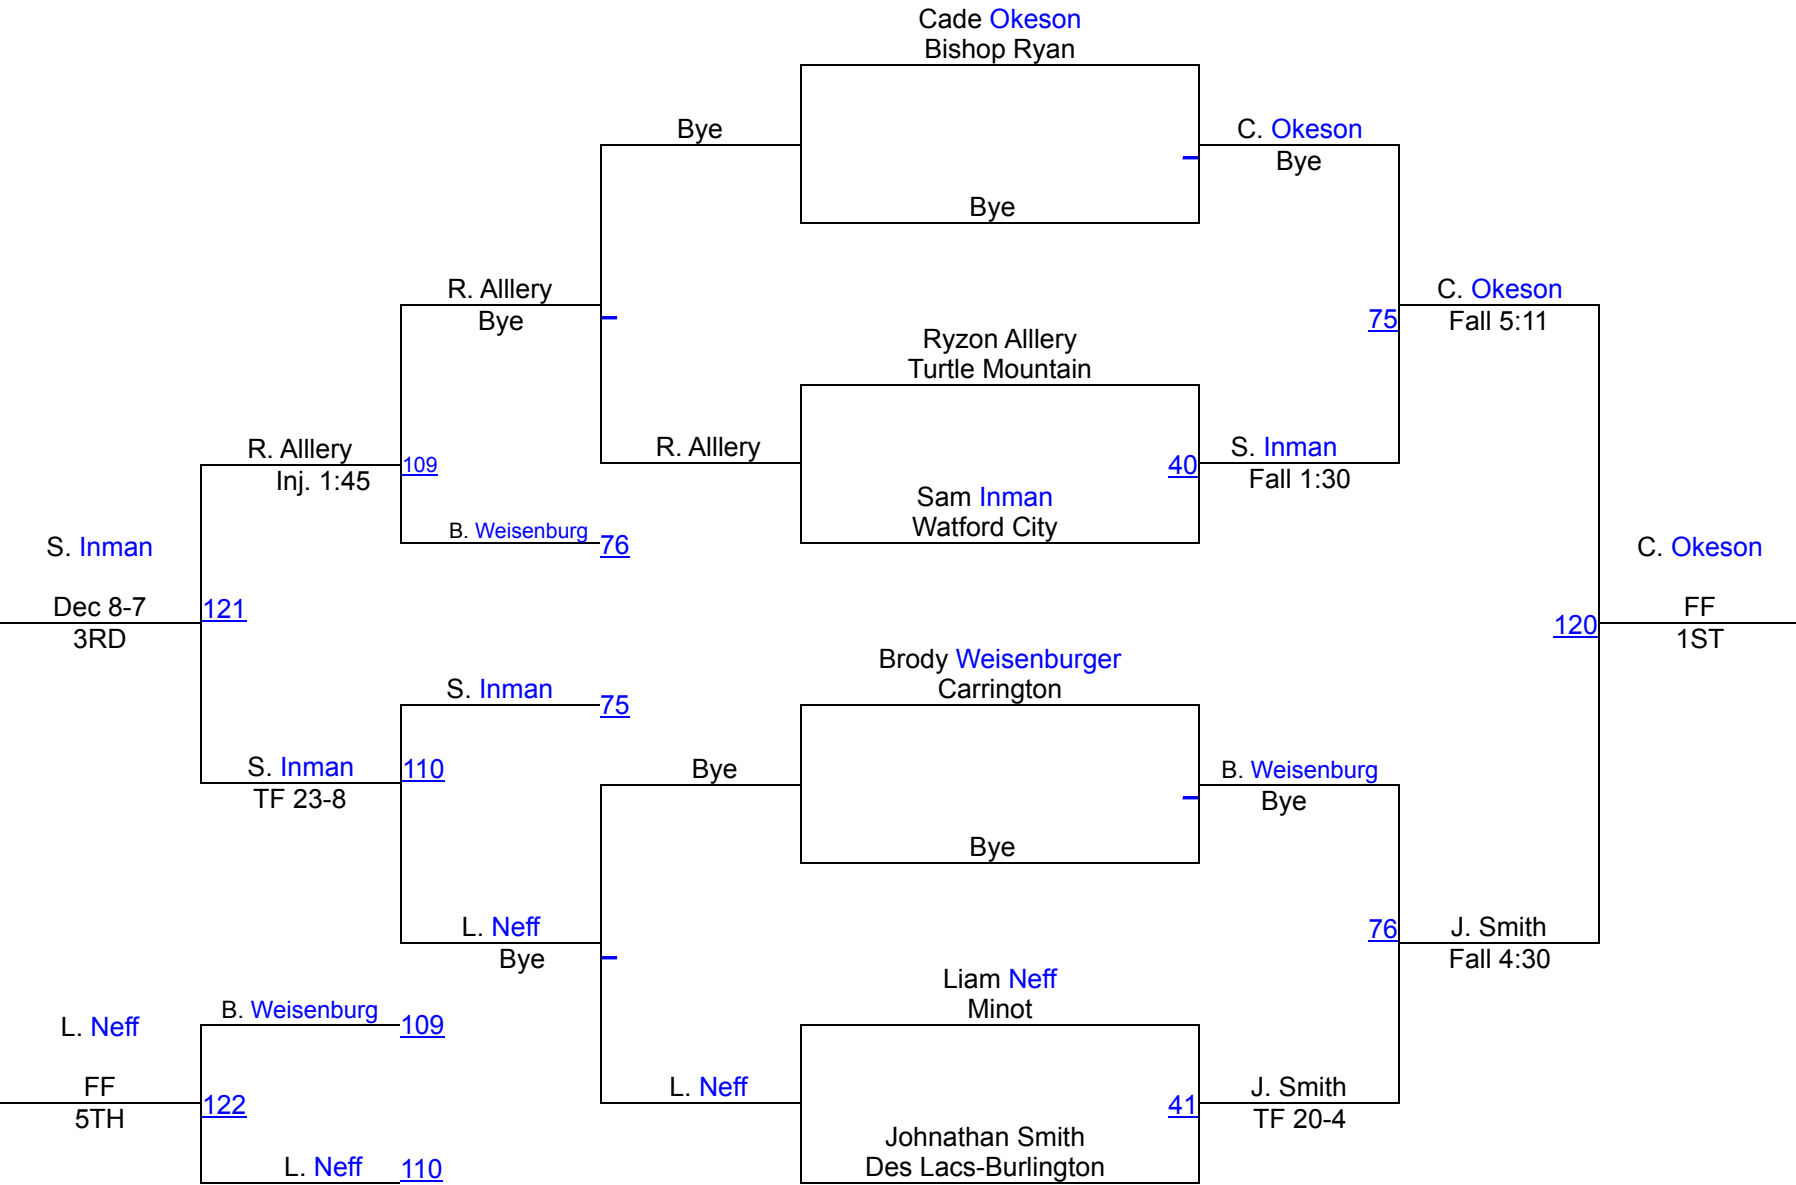 Cade Okeson
Bishop Ryan
Bye
C. Okeson
Bye
Bye
R. Alllery
Bye
C. Okeson
75
Fall 5:11
Ryzon Alllery
Turtle Mountain
R. Alllery
Inj. 1:45
109
R. Alllery
S. Inman
40
Fall 1:30
Sam Inman
Watford City
B. Weisenburg
76
S. Inman
Dec 8-7
3RD
121
C. Okeson
FF
1ST
120
Brody Weisenburger
Carrington
S. Inman
75
S. Inman
110
TF 23-8
Bye
B. Weisenburg
Bye
Bye
L. Neff
Bye
76
J. Smith
Fall 4:30
Liam Neff
Minot
B. Weisenburg
109
L. Neff
FF
5TH
122
L. Neff
41
J. Smith
TF 20-4
Johnathan Smith
Des Lacs-Burlington
L. Neff
110